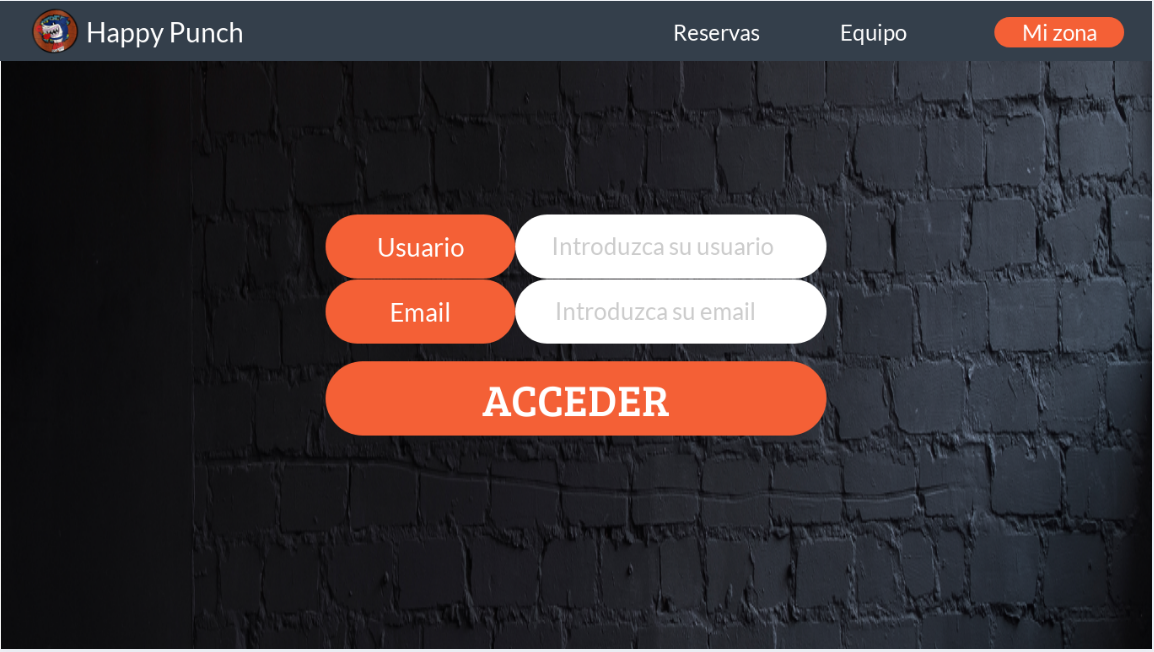 Happy Punch
Reservas
Equipo
Mi zona
Usuario
Introduzca su usuario
Email
Introduzca su email
ACCEDER